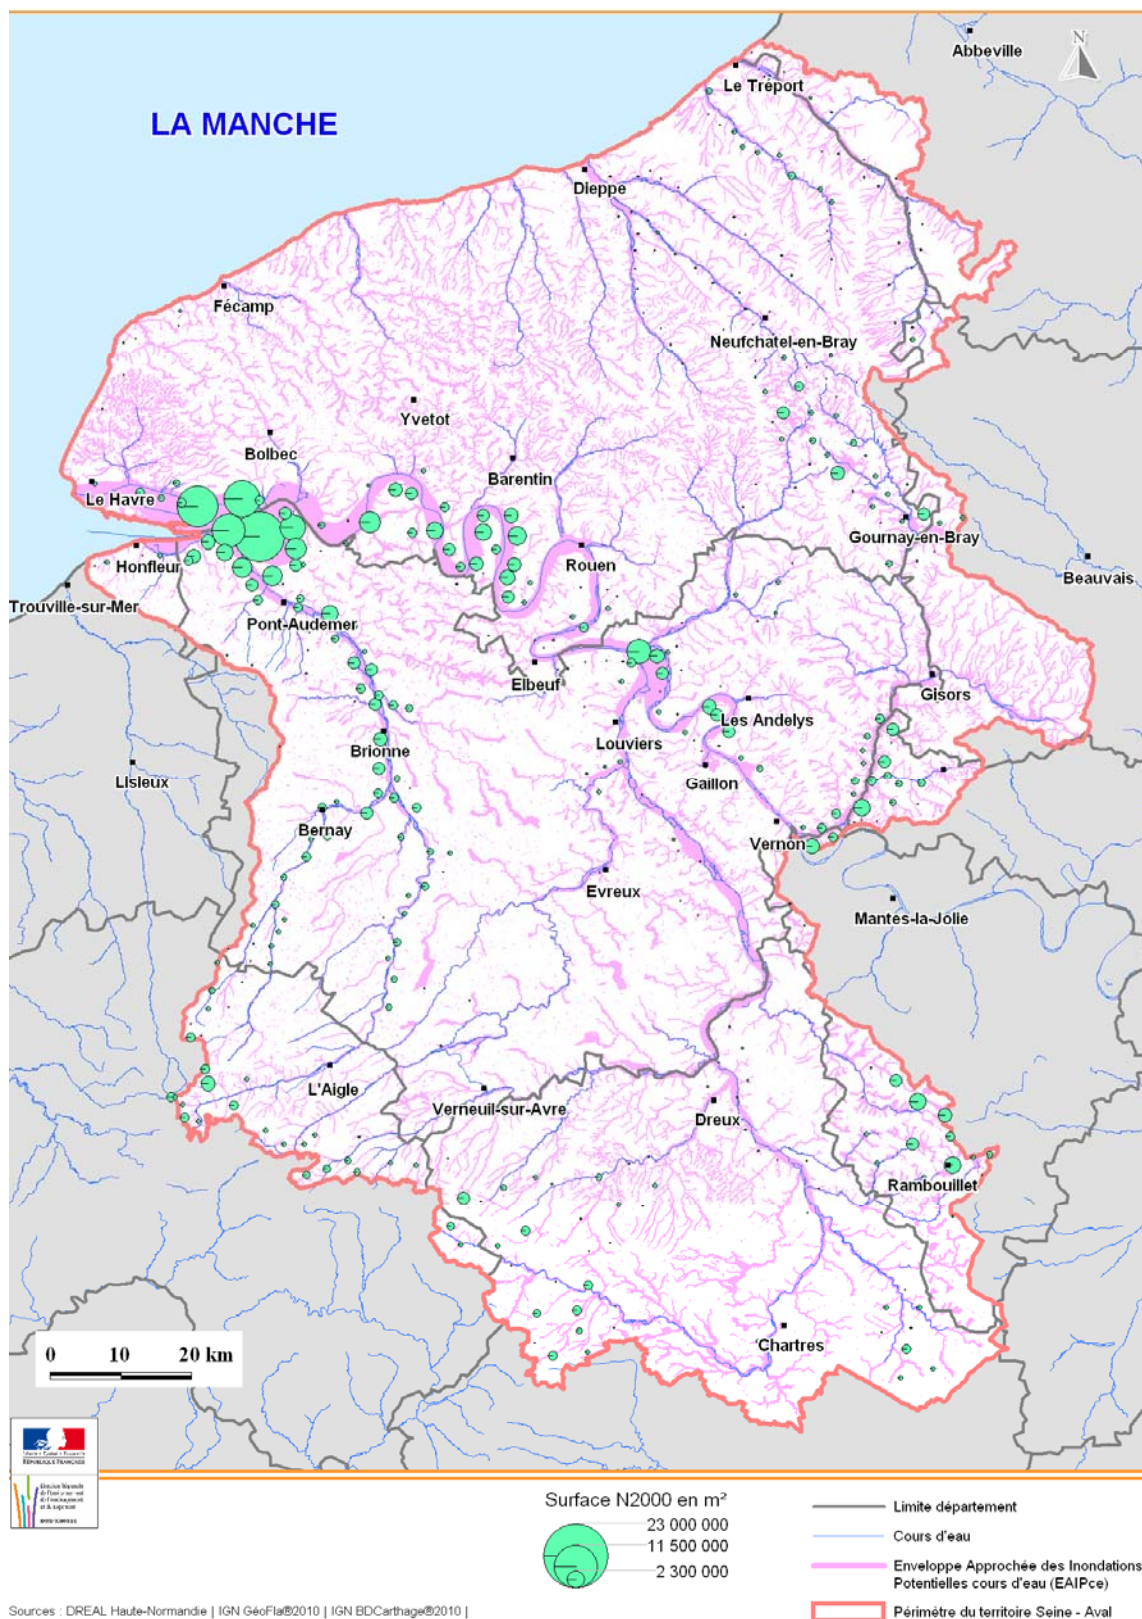 Abbeville
N
Le Tréport
LA MANCHE
Dieppe
Fécamp
Neufchatel-en-Bray
Yvetot
Bolbec
Barentin
Le Havre
Gournay-en-Bray
Rouen
Honfleur
Beauvais
Trouville-sur-Mer
Pont-Audemer
Elbeuf
Gisors
Les Andelys
Louviers
Brionne
Gaillon
Lisieux
Bernay
Vernon
Evreux
Mantes-la-Jolie
L'Aigle
Verneuil-sur-Avre
Dreux
Rambouillet
Chartres
0 10 20 km
RÉPUBLIQUE FRANÇAISE
Surface N2000 en m²
23 000 000
11 500 000
2 300 000
Limite département
Cours d'eau
Enveloppe Approchée des Inondations
Potentielles cours d'eau (EAIPce)
Périmètre du territoire Seine - Aval
Sources : DREAL Haute-Normandie | IGN GéoFla®2010 | IGN BDCarthage®2010 |